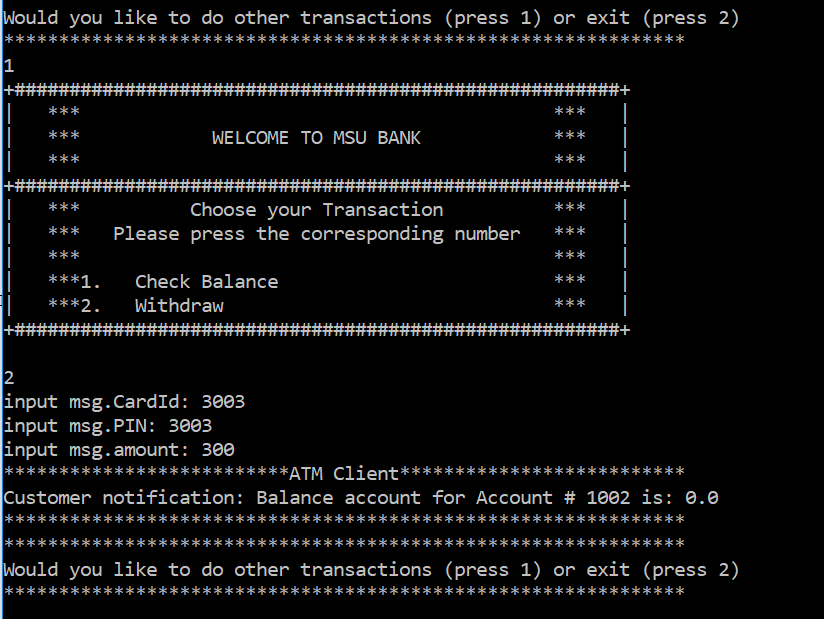 Would you like to do other transactions (press 1) or exit (press 2)
**************************************************************
1
+#######################################################+
|   ***                                           ***   |
|   ***            WELCOME TO MSU BANK            ***   |
|   ***                                           ***   |
+#######################################################+
|   ***          Choose your Transaction          ***   |
|   ***   Please press the corresponding number   ***   |
|   ***                                           ***   |
|   ***1.   Check Balance                         ***   |
|   ***2.   Withdraw                              ***   |
+#######################################################+
2
input msg.CardId: 3003
input msg.PIN: 3003
input msg.amount: 300
**************************ATM Client**************************
Customer notification: Balance account for Account # 1002 is: 0.0
**************************************************************
**************************************************************
Would you like to do other transactions (press 1) or exit (press 2)
**************************************************************